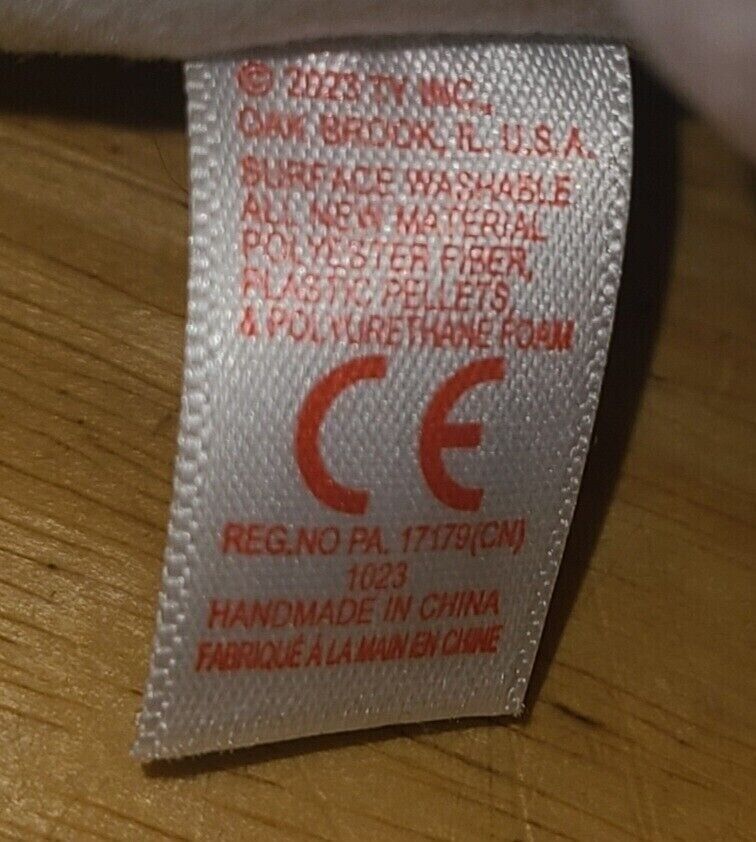 © 2023 TY INC.,
OAK BROOK, IL. U.S.A.
SURFACE WASHABLE
ALL NEW MATERIAL
POLYESTER FIBER,
PLASTIC PELLETS,
& POLYURETHANE FOAM
CE
REG.NO PA. 17179(CN)
1023
HANDMADE IN CHINA
FABRIQUÉ À LA MAIN EN CHINE